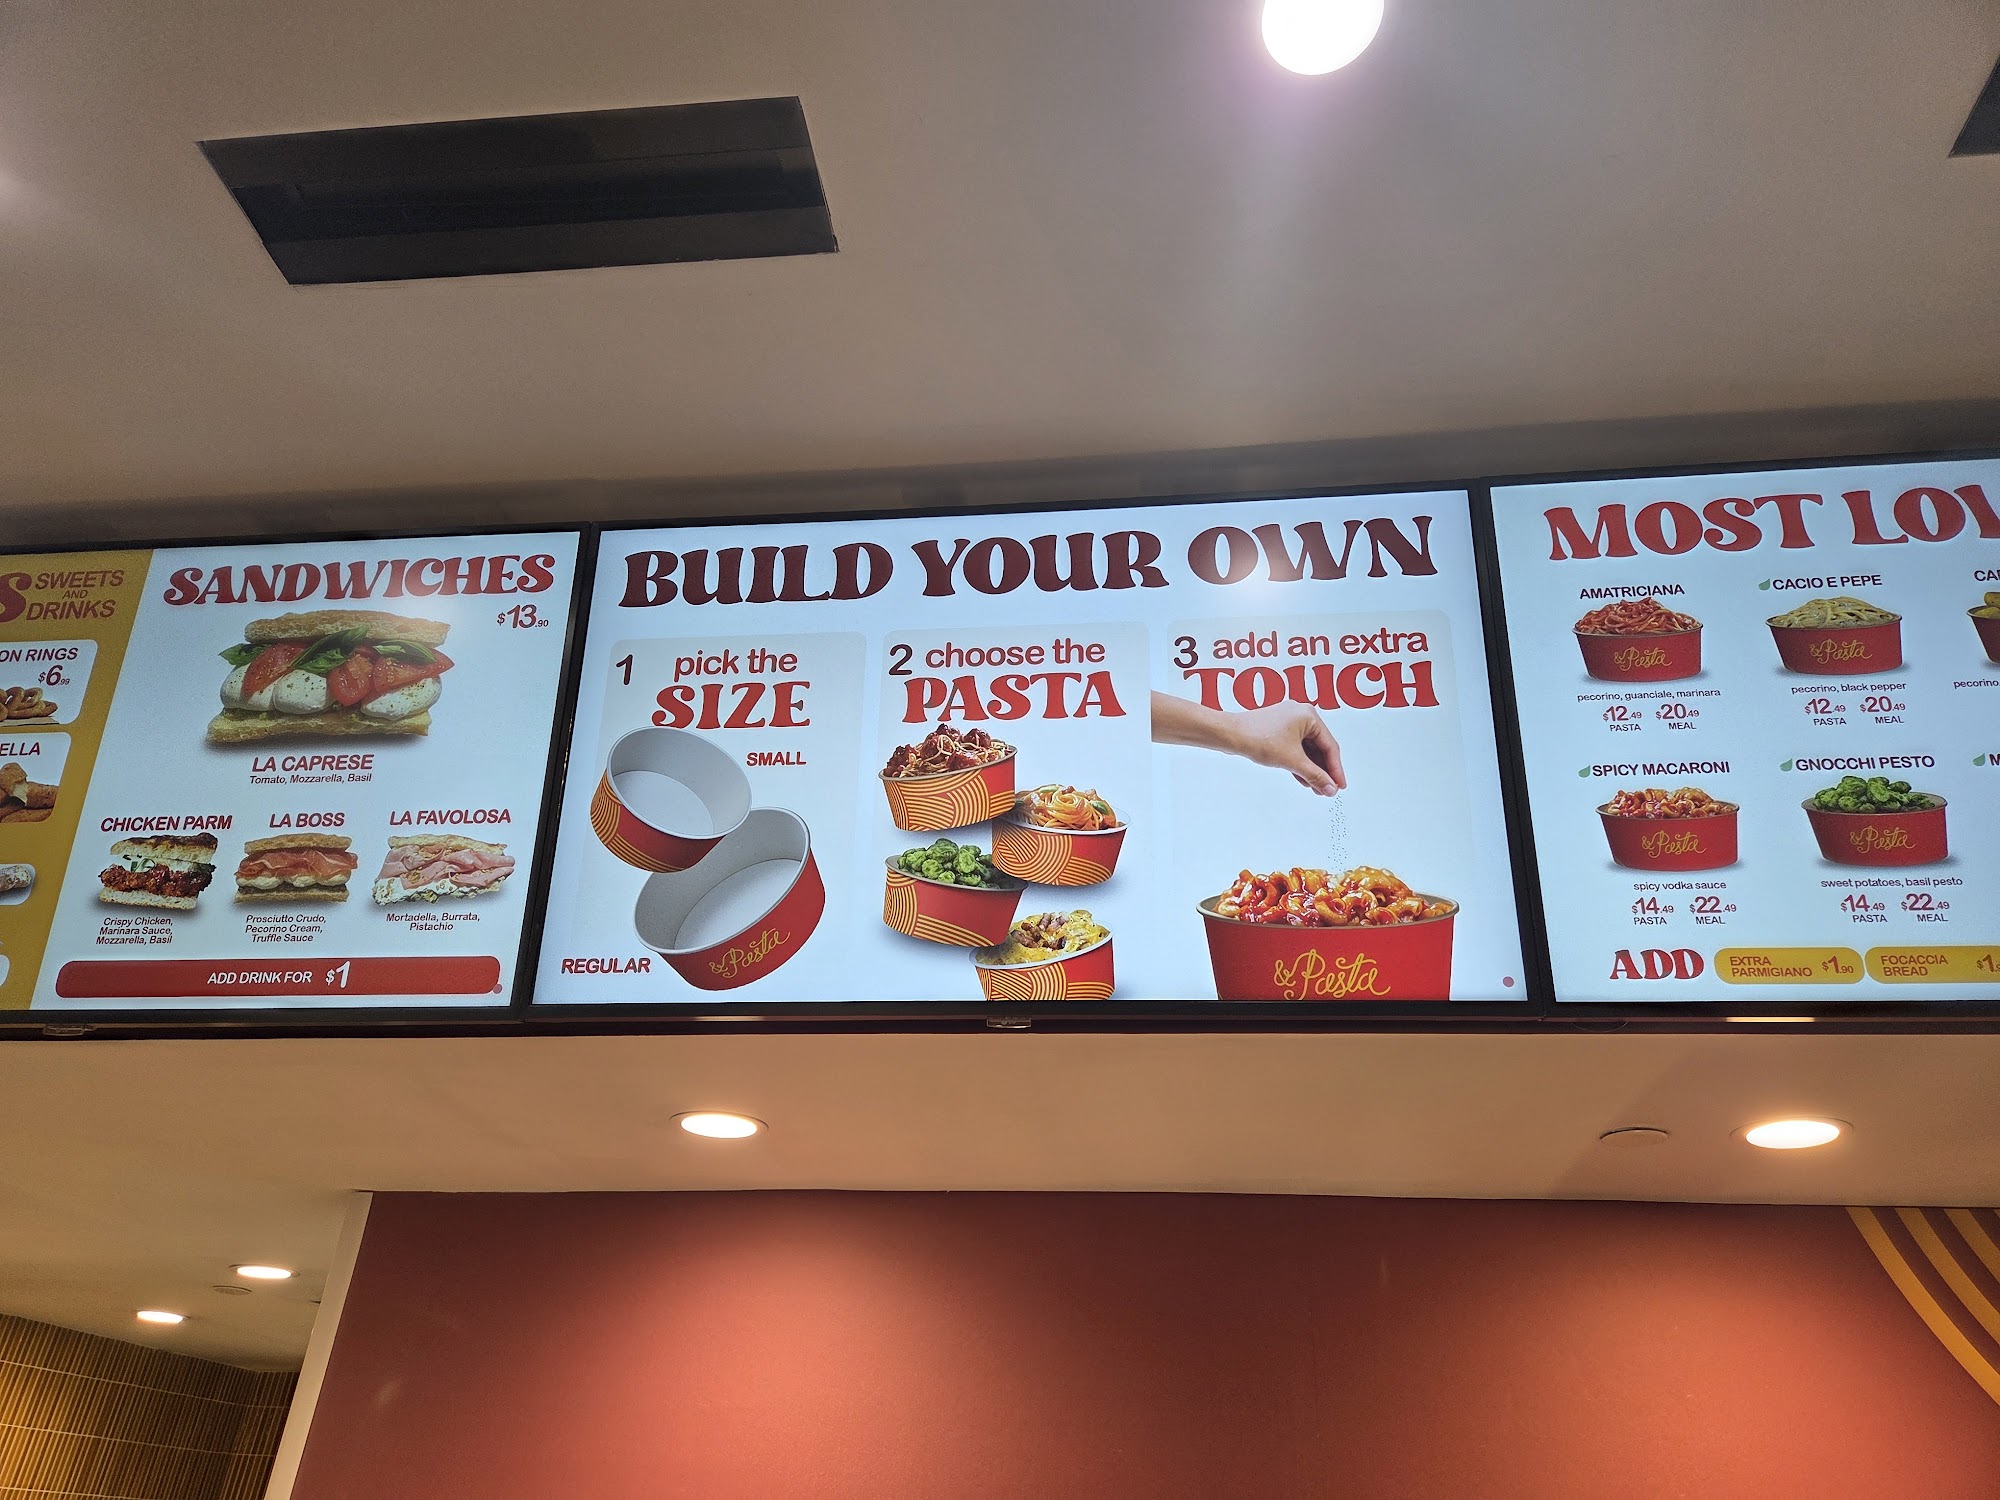 S SWEETS
AND
DRINKS
ON RINGS
$6.99
ELLA
SANDWICHES
$13.90
LA CAPRESE
Tomato, Mozzarella, Basil
CHICKEN PARM
Crispy Chicken,
Marinara Sauce,
Mozzarella, Basil
LA BOSS
Prosciutto Crudo,
Pecorino Cream,
Truffle Sauce
LA FAVOLOSA
Mortadella, Burrata,
Pistachio
ADD DRINK FOR $1
BUILD YOUR OWN
1 pick the
SIZE
SMALL
REGULAR
&Pasta
2 choose the
PASTA
3 add an extra
TOUCH
&Pasta
MOST LOV
AMATRICIANA
&Pasta
pecorino, guanciale, marinara
$12.49 $20.49
PASTA MEAL
CACIO E PEPE
&Pasta
pecorino, black pepper
$12.49 $20.49
PASTA MEAL
CA
pecorino,
SPICY MACARONI
&Pasta
spicy vodka sauce
$14.49 $22.49
PASTA MEAL
GNOCCHI PESTO
&Pasta
sweet potatoes, basil pesto
$14.49 $22.49
PASTA MEAL
M
ADD
EXTRA
PARMIGIANO $1.90
FOCACCIA
BREAD $1.